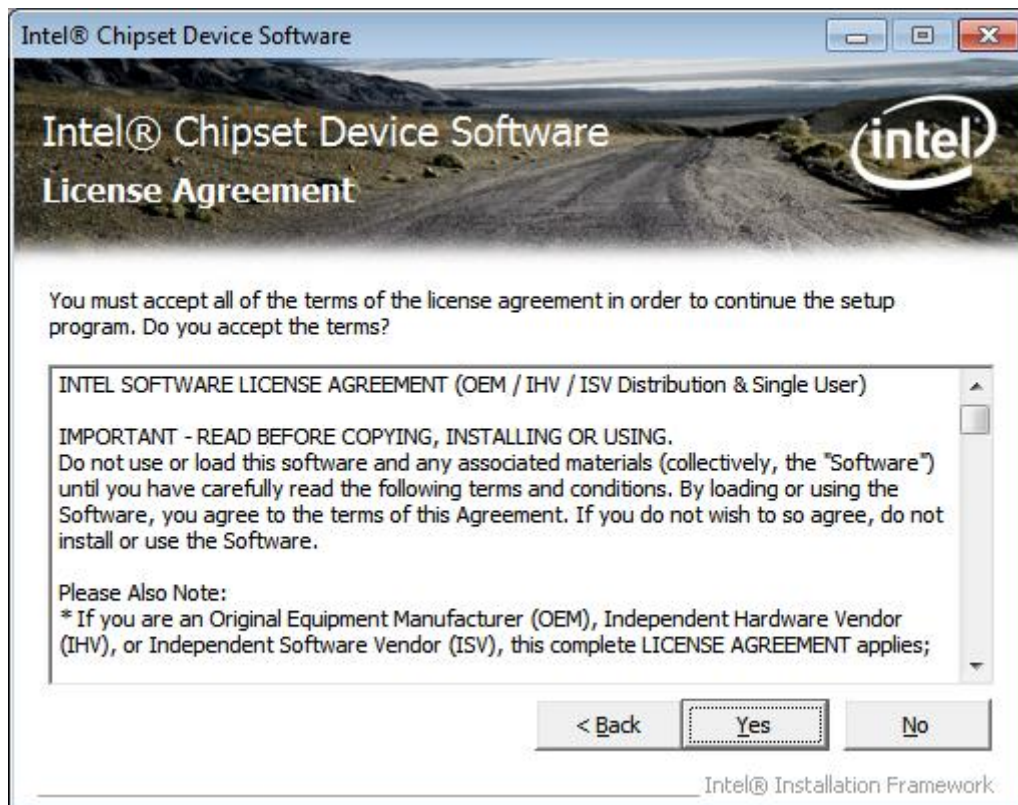 Intel® Chipset Device Software
Intel® Chipset Device Software
intel
License Agreement
You must accept all of the terms of the license agreement in order to continue the setup
program. Do you accept the terms?
INTEL SOFTWARE LICENSE AGREEMENT (OEM / IHV / ISV Distribution & Single User)
IMPORTANT - READ BEFORE COPYING, INSTALLING OR USING.
Do not use or load this software and any associated materials (collectively, the "Software")
until you have carefully read the following terms and conditions. By loading or using the
Software, you agree to the terms of this Agreement. If you do not wish to so agree, do not
install or use the Software.
Please Also Note:
* If you are an Original Equipment Manufacturer (OEM), Independent Hardware Vendor
(IHV), or Independent Software Vendor (ISV), this complete LICENSE AGREEMENT applies;
< Back Yes No
Intel® Installation Framework